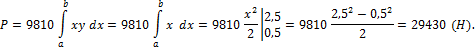 P = 9810 ∫_a^b xy dx = 9810 ∫_a^b x dx = 9810 x²/2 |2,5 0,5 = 9810 (2,5² − 0,5²)/2 = 29430 (H).